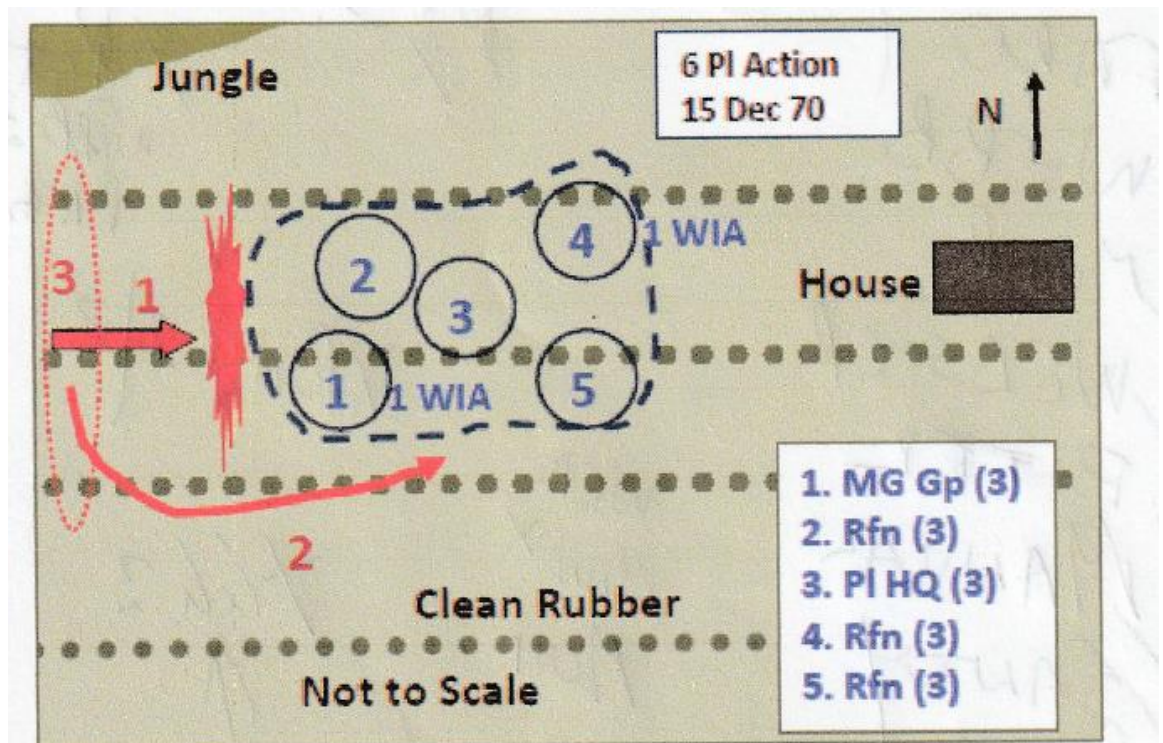 Jungle
6 Pl Action
15 Dec 70
N
3
1
2
4
1 WIA
House
3
1
1 WIA
5
2
1. MG Gp (3)
2. Rfn (3)
3. Pl HQ (3)
4. Rfn (3)
5. Rfn (3)
Clean Rubber
Not to Scale